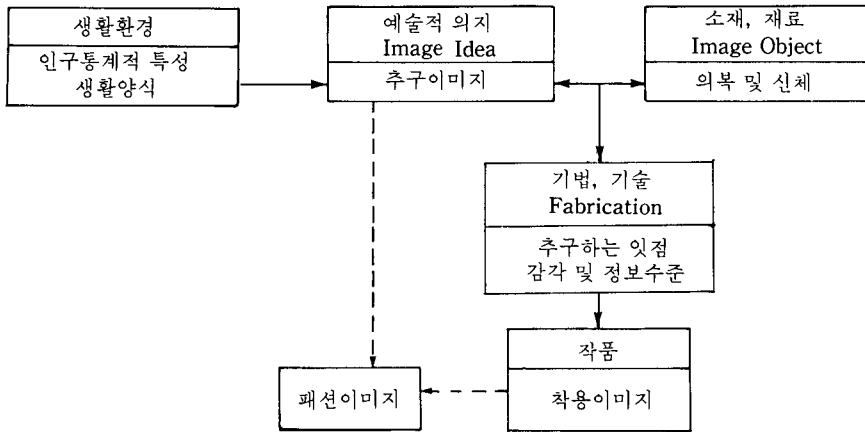 생활환경
인구통계적 특성
생활양식
예술적 의지
Image Idea
추구이미지
소재, 재료
Image Object
의복 및 신체
기법, 기술
Fabrication
추구하는 잇점
감각 및 정보수준
작품
착용이미지
패션이미지